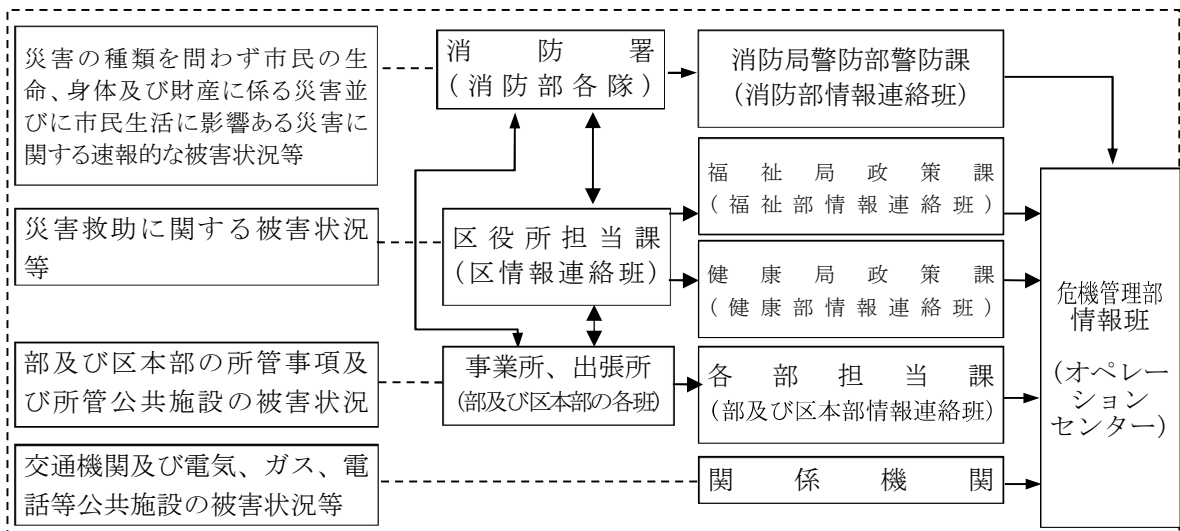 災害の種類を問わず市民の生
命、身体及び財産に係る災害並
びに市民生活に影響ある災害に
関する速報的な被害状況等
消防署
(消防部各隊)
消防局警防部警防課
(消防部情報連絡班)
災害救助に関する被害状況
等
区役所担当課
(区情報連絡班)
福祉局政策課
(福祉部情報連絡班)
健康局政策課
(健康部情報連絡班)
部及び区本部の所管事項及
び所管公共施設の被害状況
事業所、出張所
(部及び区本部の各班)
各部担当課
(部及び区本部情報連絡班)
交通機関及び電気、ガス、電
話等公共施設の被害状況等
関係機関
危機管理部
情報班
(オペレー
ション
センター)